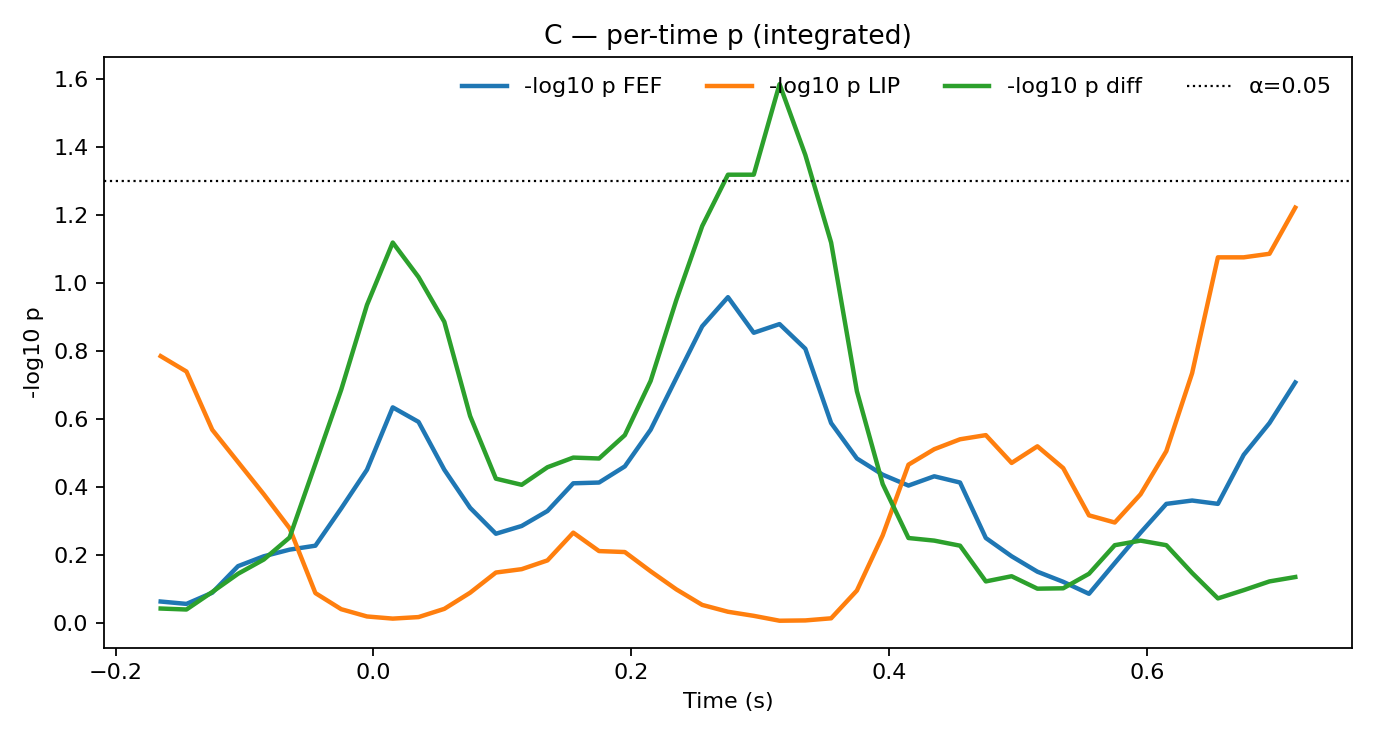 C — per-time p (integrated)
-log10 p FEF -log10 p LIP -log10 p diff α=0.05
1.6
1.4
1.2
1.0
0.8
0.6
0.4
0.2
0.0
-log10 p
−0.2 0.0 0.2 0.4 0.6
Time (s)